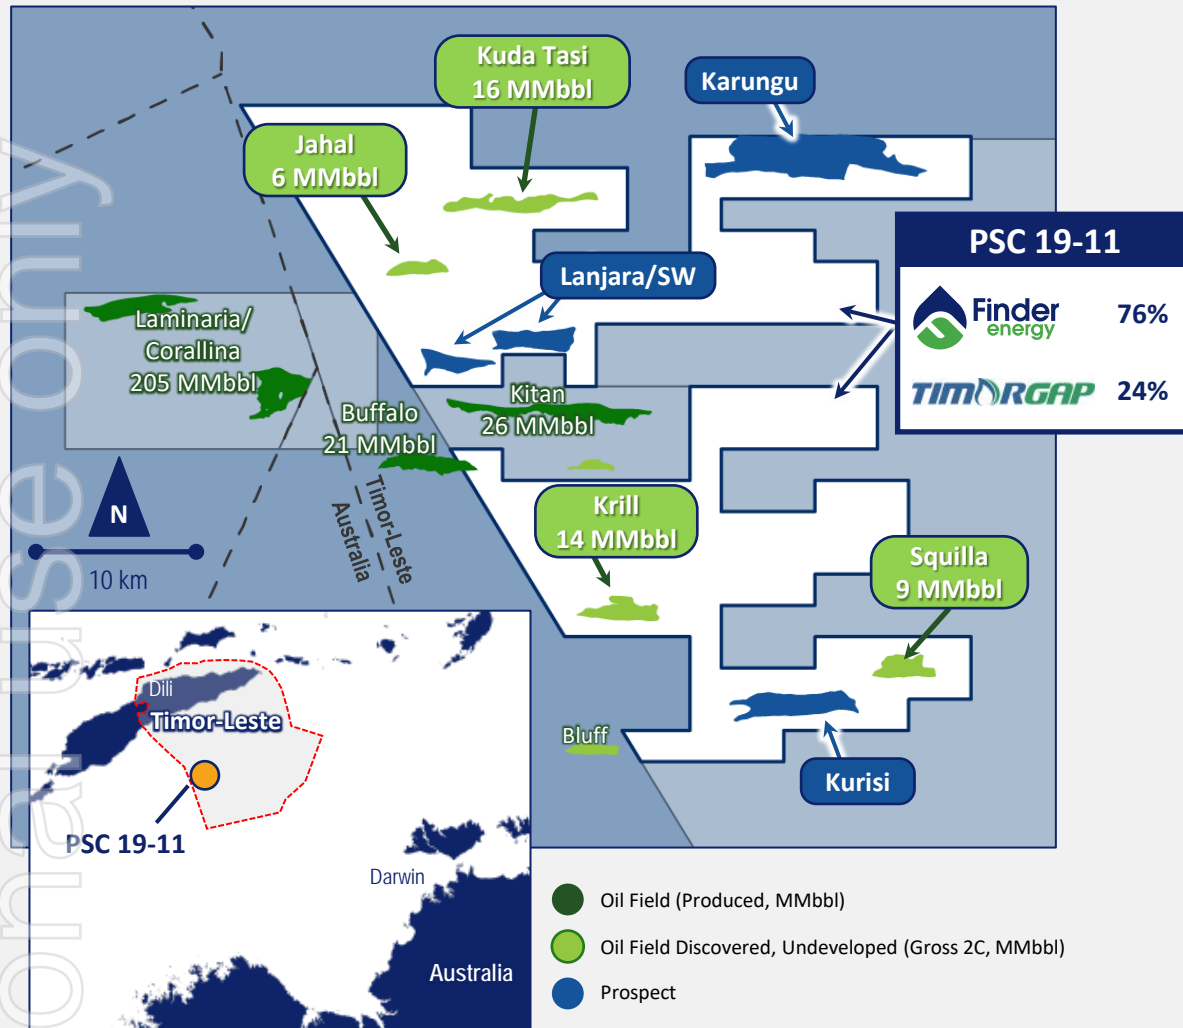 Kuda Tasi
16 MMbbl
Karungu
Jahal
6 MMbbl
PSC 19-11
Finder
energy
76%
TIMORGAP
24%
Lanjara/SW
Laminaria/
Corallina
205 MMbbl
Buffalo
21 MMbbl
Kitan
26 MMbbl
Timor-Leste
Australia
N
10 km
Krill
14 MMbbl
Squilla
9 MMbbl
Bluff
Kurisi
Dili
Timor-Leste
PSC 19-11
Darwin
Australia
Oil Field (Produced, MMbbl)
Oil Field Discovered, Undeveloped (Gross 2C, MMbbl)
Prospect
onal use only